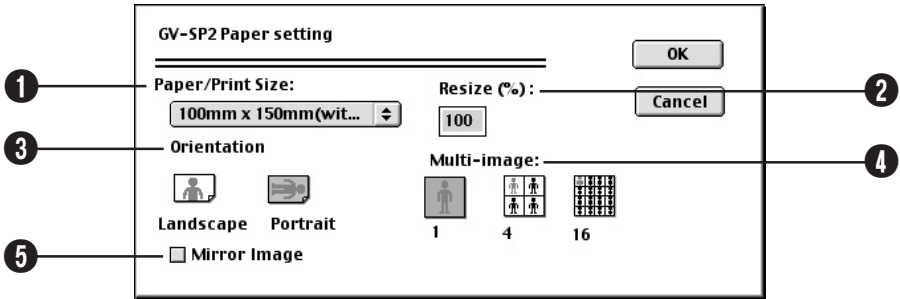 GV-SP2 Paper setting
OK
1 Paper/Print Size:
Resize (%) : 2
Cancel
100mm x 150mm(wit...
100
3 Orientation
Multi-image: 4
Landscape Portrait
1 4 16
5 Mirror Image